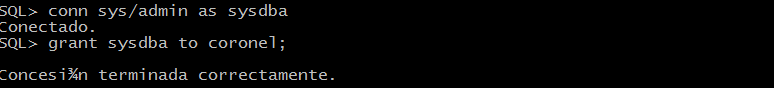 SQL> conn sys/admin as sysdba
Conectado.
SQL> grant sysdba to coronel;
Concesi¾n terminada correctamente.